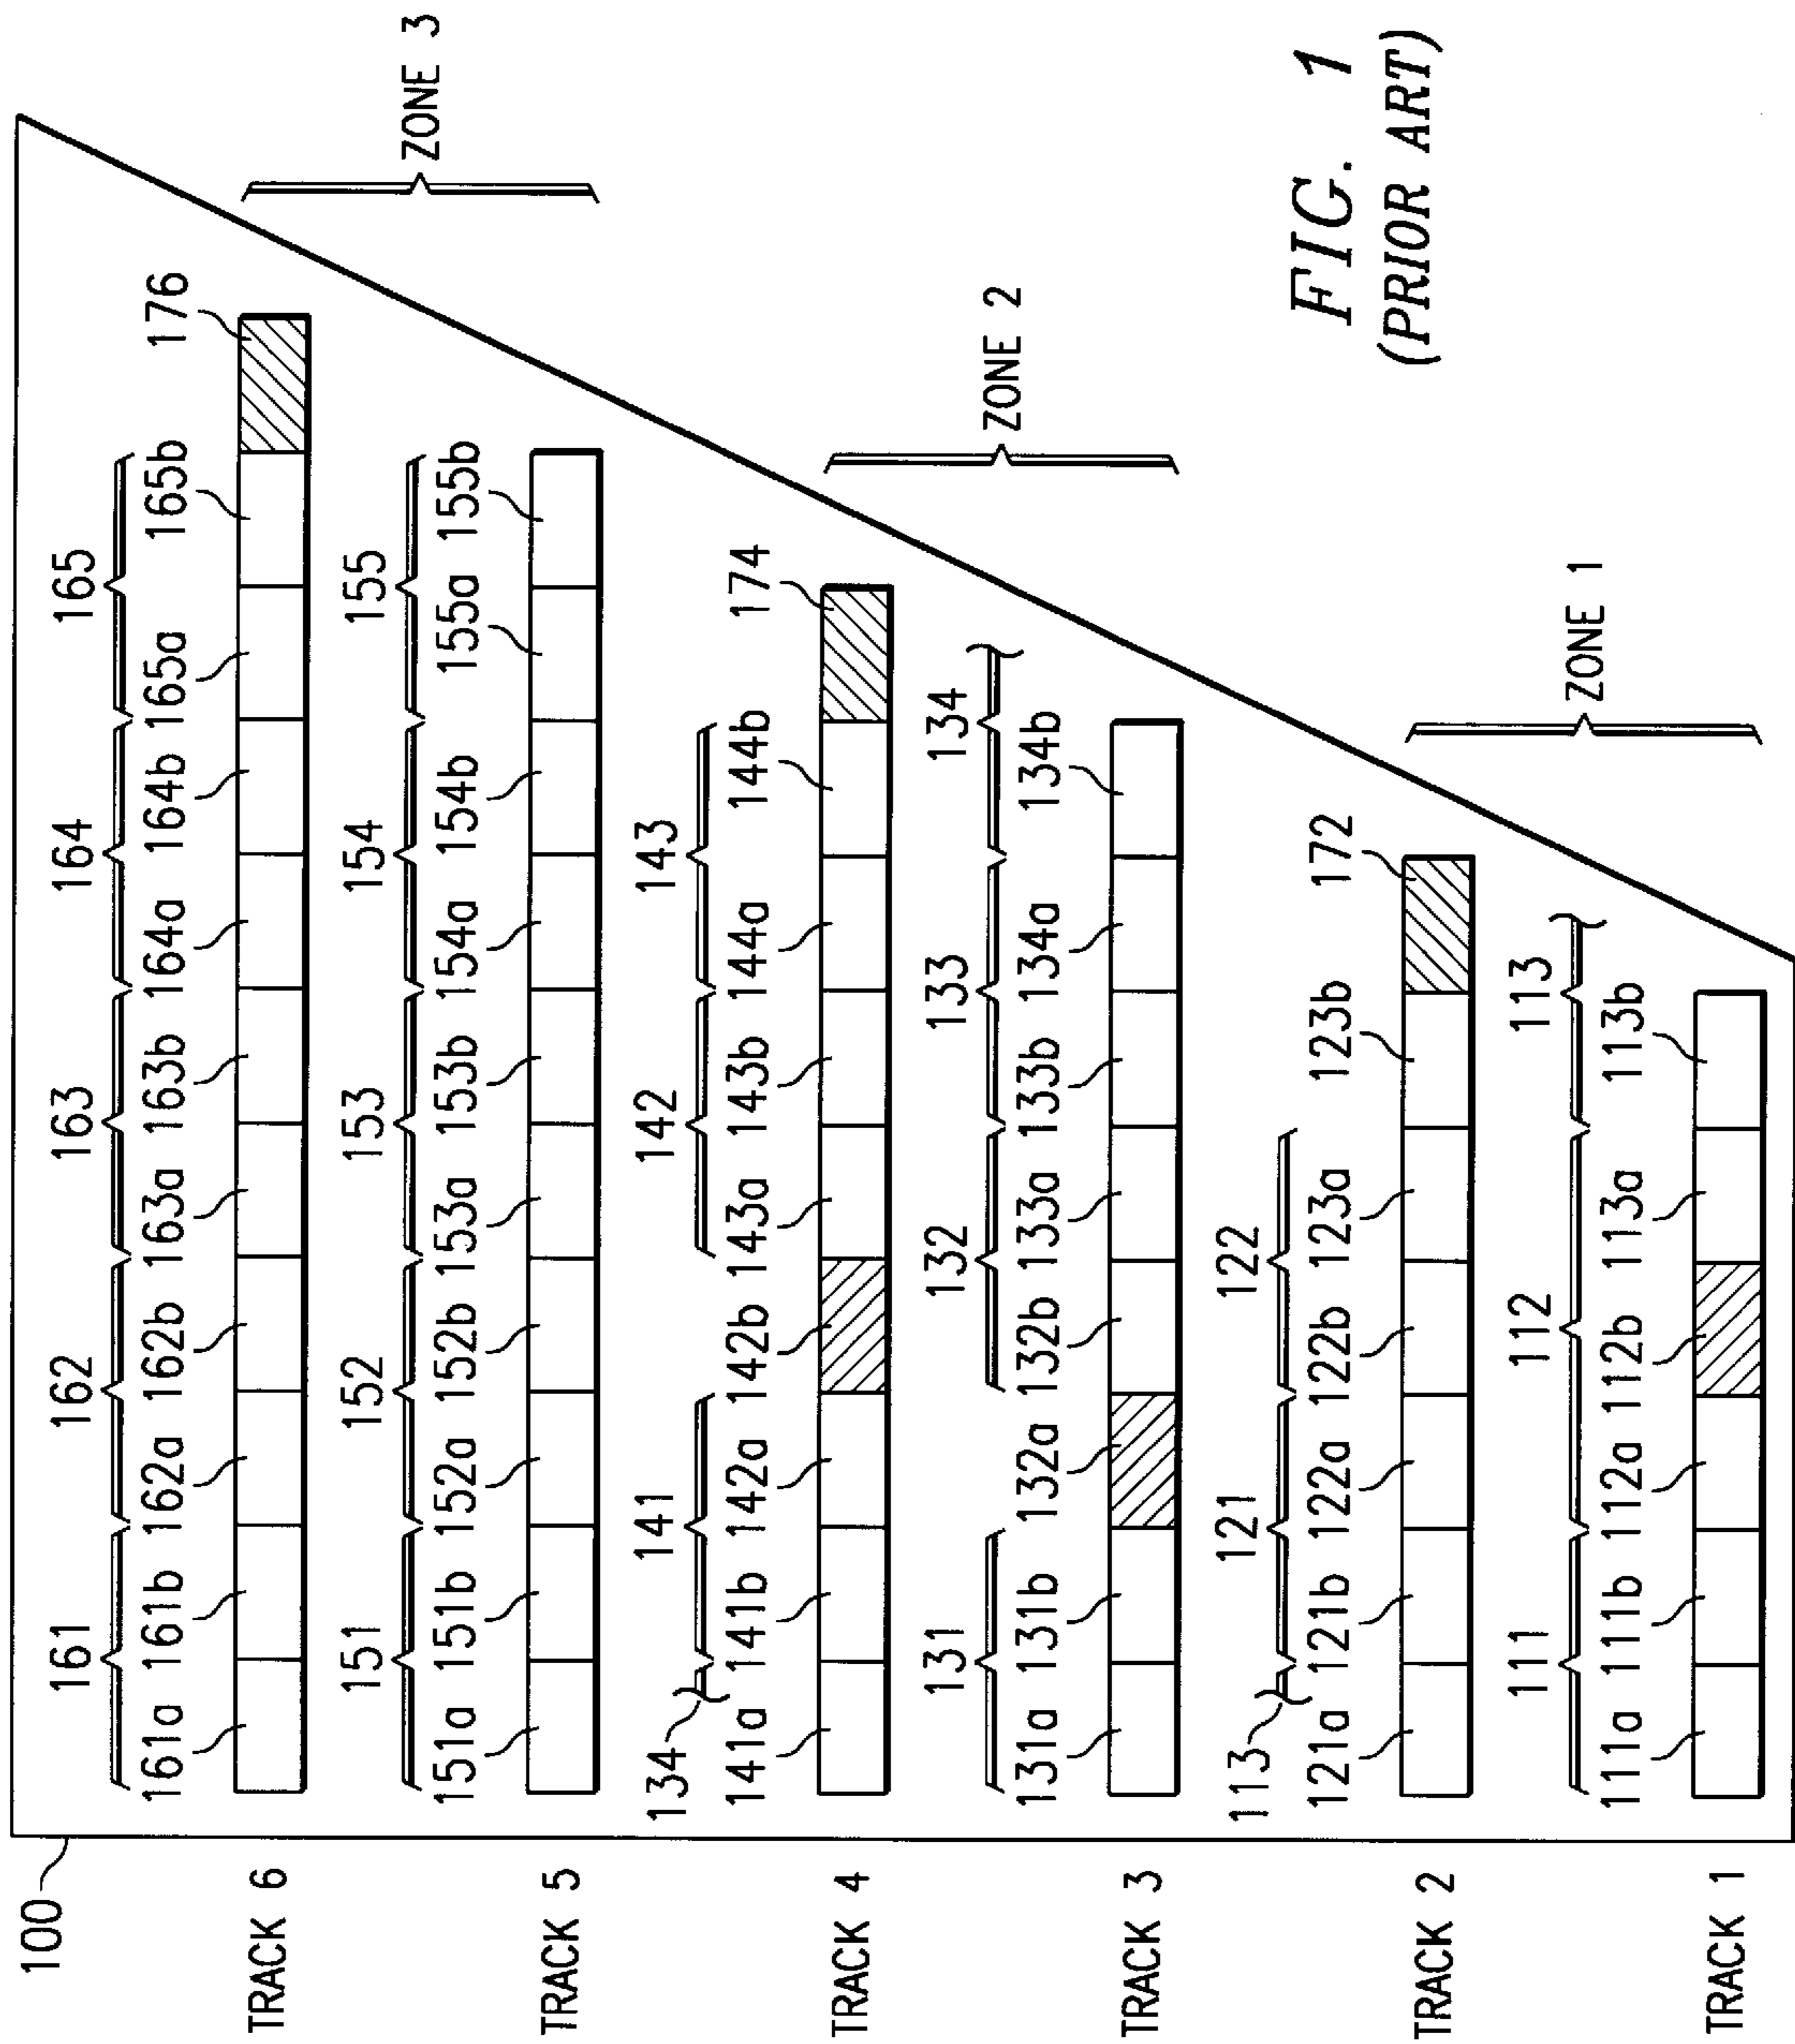 100
161 162 163 164 165
161a 161b 162a 162b 163a 163b 164a 164b 165a 165b 176
TRACK 6
ZONE 3
151 152 153 154 155
151a 151b 152a 152b 153a 153b 154a 154b 155a 155b
TRACK 5
134 141 142 143
141a 141b 142a 142b 143a 143b 144a 144b 174
TRACK 4
ZONE 2
131 132 133 134
131a 131b 132a 132b 133a 133b 134a 134b
TRACK 3
113 121 122
121a 121b 122a 122b 123a 123b 172
TRACK 2
ZONE 1
111 112 113
111a 111b 112a 112b 113a 113b
TRACK 1
FIG. 1
(PRIOR ART)